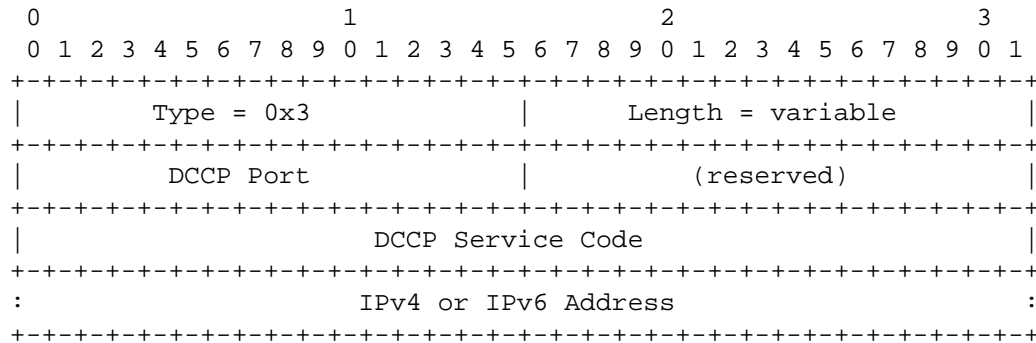 0                   1                   2                   3
 0 1 2 3 4 5 6 7 8 9 0 1 2 3 4 5 6 7 8 9 0 1 2 3 4 5 6 7 8 9 0 1
+-+-+-+-+-+-+-+-+-+-+-+-+-+-+-+-+-+-+-+-+-+-+-+-+-+-+-+-+-+-+-+-+
|        Type = 0x3             |      Length = variable        |
+-+-+-+-+-+-+-+-+-+-+-+-+-+-+-+-+-+-+-+-+-+-+-+-+-+-+-+-+-+-+-+-+
|         DCCP Port             |          (reserved)           |
+-+-+-+-+-+-+-+-+-+-+-+-+-+-+-+-+-+-+-+-+-+-+-+-+-+-+-+-+-+-+-+-+
|                      DCCP Service Code                        |
+-+-+-+-+-+-+-+-+-+-+-+-+-+-+-+-+-+-+-+-+-+-+-+-+-+-+-+-+-+-+-+-+
:                     IPv4 or IPv6 Address                      :
+-+-+-+-+-+-+-+-+-+-+-+-+-+-+-+-+-+-+-+-+-+-+-+-+-+-+-+-+-+-+-+-+